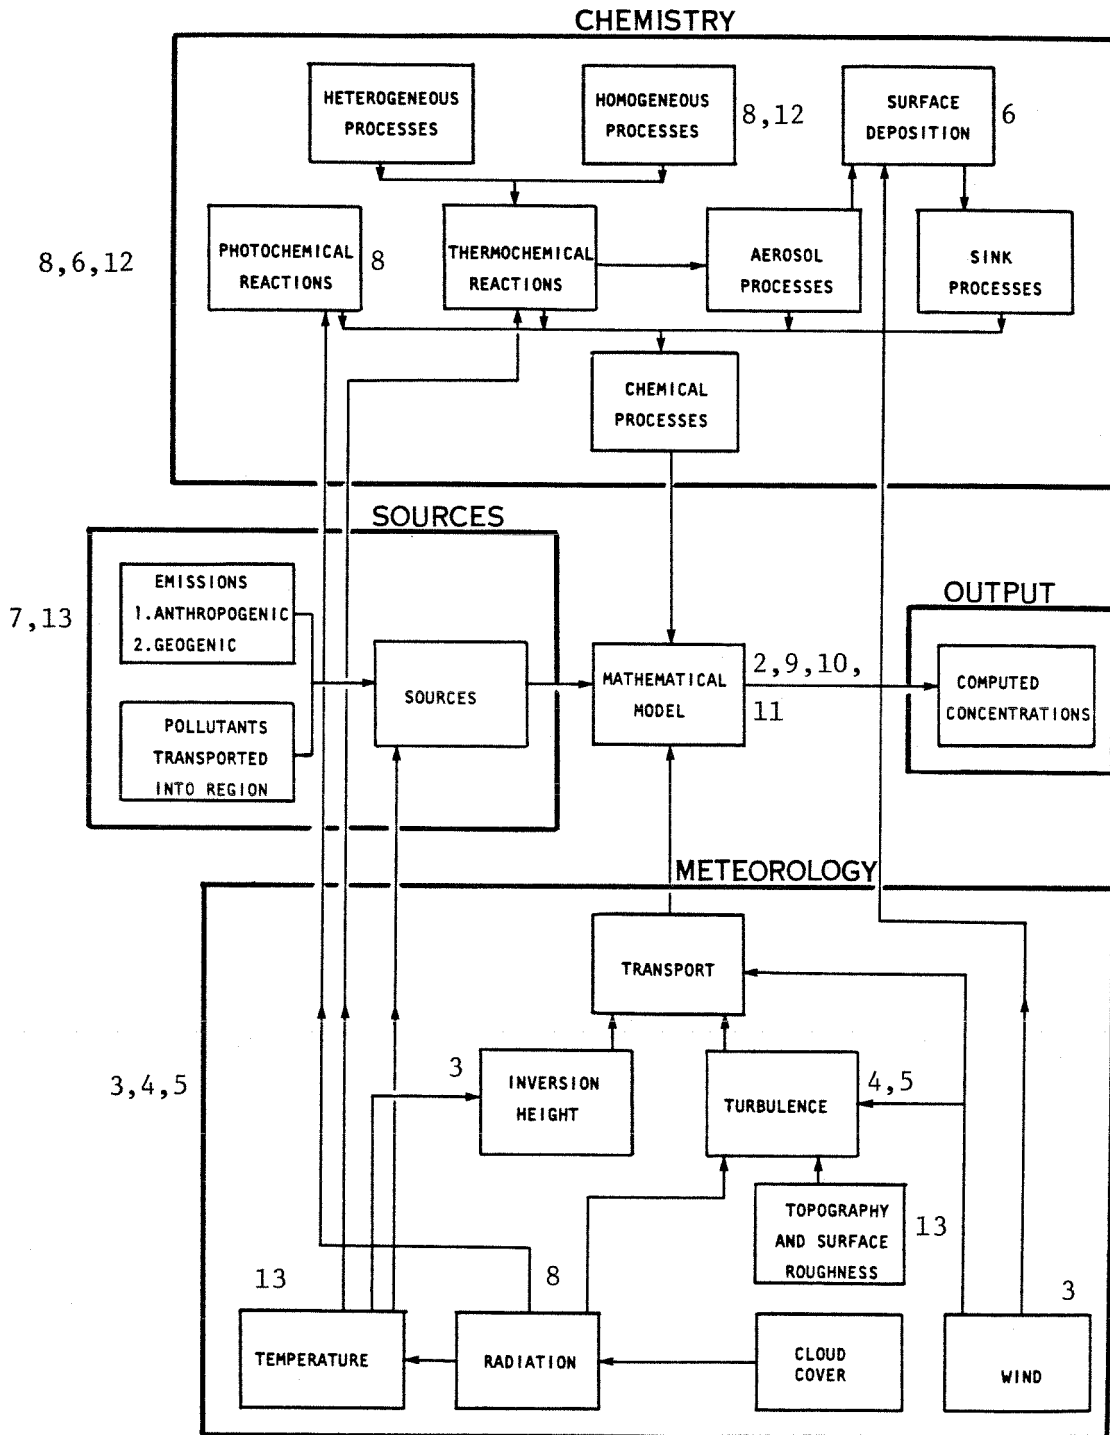 CHEMISTRY
HETEROGENEOUS
PROCESSES
HOMOGENEOUS
PROCESSES
8,12
SURFACE
DEPOSITION
6
8,6,12
PHOTOCHEMICAL
REACTIONS
8
THERMOCHEMICAL
REACTIONS
AEROSOL
PROCESSES
SINK
PROCESSES
CHEMICAL
PROCESSES
SOURCES
7,13
EMISSIONS
1.ANTHROPOGENIC
2.GEOGENIC
POLLUTANTS
TRANSPORTED
INTO REGION
SOURCES
MATHEMATICAL
MODEL
2,9,10,
11
OUTPUT
COMPUTED
CONCENTRATIONS
METEOROLOGY
TRANSPORT
3,4,5
3
INVERSION
HEIGHT
TURBULENCE
4,5
TOPOGRAPHY
AND SURFACE
ROUGHNESS
13
13
TEMPERATURE
8
RADIATION
CLOUD
COVER
3
WIND